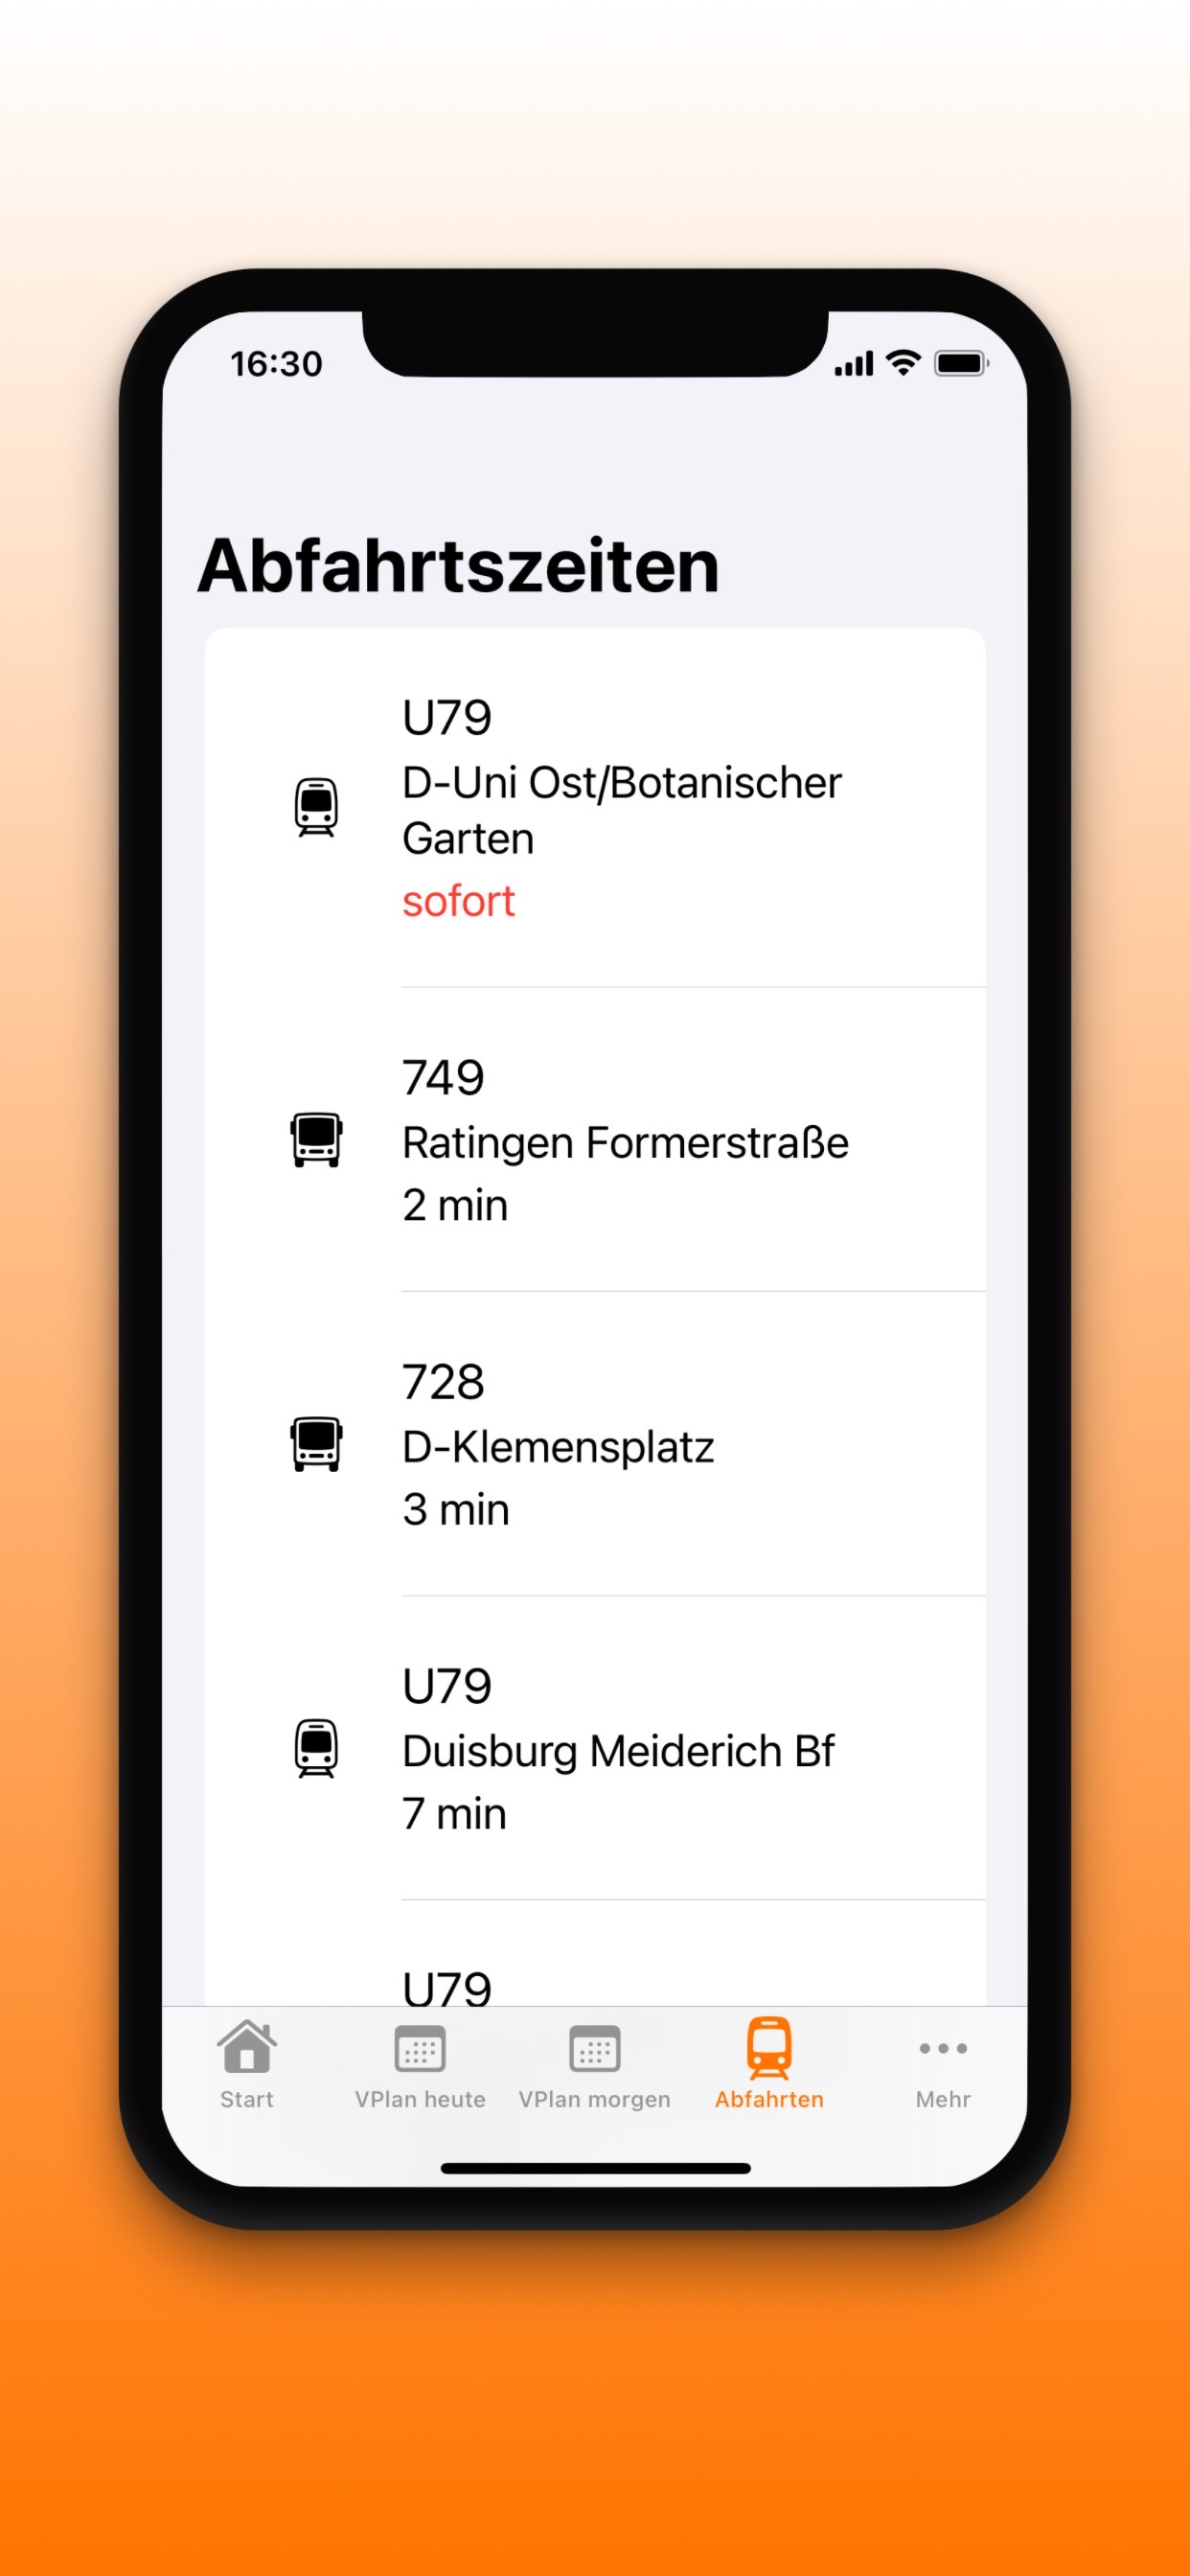 16:30
Abfahrtszeiten
U79
D-Uni Ost/Botanischer
Garten
sofort
749
Ratingen Formerstraße
2 min
728
D-Klemensplatz
3 min
U79
Duisburg Meiderich Bf
7 min
U79
Start
VPlan heute
VPlan morgen
Abfahrten
Mehr